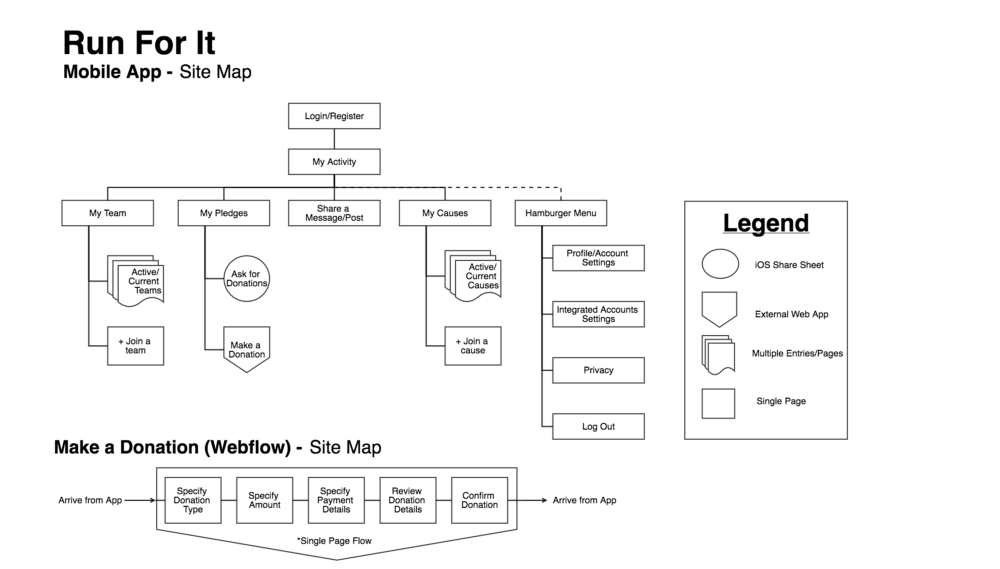 Run For It
Mobile App - Site Map
Login/Register
My Activity
My Team
My Pledges
Share a
Message/Post
My Causes
Hamburger Menu
Active/
Current
Teams
+ Join a
team
Ask for
Donations
Make a
Donation
Active/
Current
Causes
+ Join a
cause
Profile/Account
Settings
Integrated Accounts
Settings
Privacy
Log Out
Legend
iOS Share Sheet
External Web App
Multiple Entries/Pages
Single Page
Make a Donation (Webflow) - Site Map
Arrive from App
Specify
Donation
Type
Specify
Amount
Specify
Payment
Details
Review
Donation
Details
Confirm
Donation
Arrive from App
*Single Page Flow